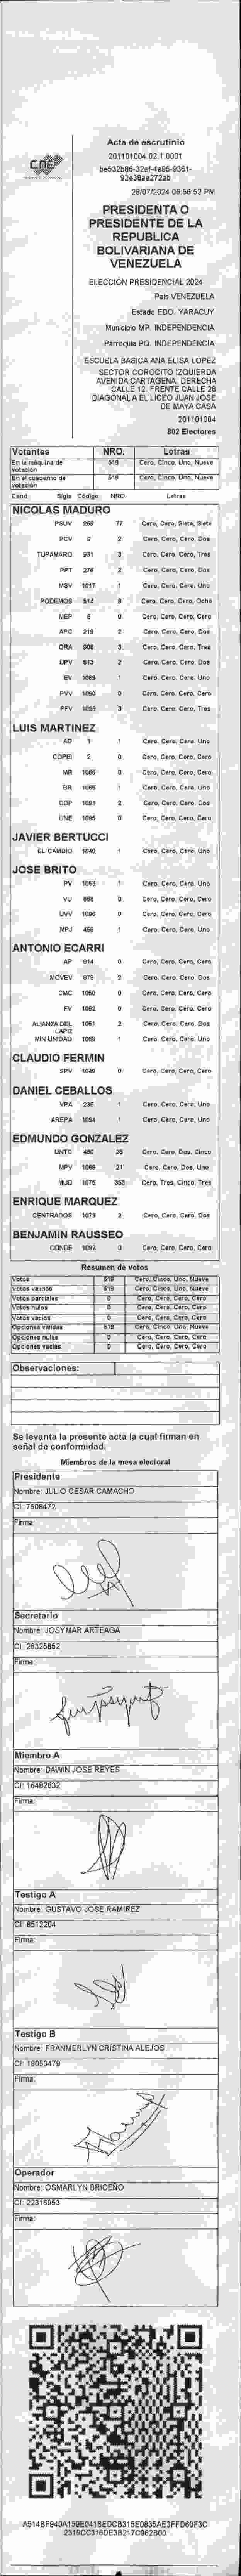 CNE
Acta de escrutinio
201101004.02.1.0001
28/07/2024 06:56:52 PM
PRESIDENTA O
PRESIDENTE DE LA
REPUBLICA
BOLIVARIANA DE
VENEZUELA
ELECCIÓN PRESIDENCIAL 2024
Pais VENEZUELA
Estado EDO. YARACUY
Municipio MP. INDEPENDENCIA
Parroquia PQ. INDEPENDENCIA
ESCUELA BASICA ANA ELISA LOPEZ
SECTOR COROCITO IZQUIERDA
AVENIDA CARTAGENA. DERECHA
CALLE 12. FRENTE CALLE 28
DIAGONAL A EL LICEO JUAN JOSE
DE MAYA CASA
201101004
802 Electores
Votantes NRO. Letras
En la máquina de votación 519 Cero, Cinco, Uno, Nueve
En el cuaderno de votación 519 Cero, Cinco, Uno, Nueve
Cand. Sigla Código NRO. Letras
NICOLAS MADURO
PSUV 269 77 Cero, Cero, Siete, Siete
PCV 2 Cero, Cero, Cero, Dos
TUPAMARO 931 3 Cero, Cero, Cero, Tres
PPT 276 2 Cero, Cero, Cero, Dos
MSV 1017 1 Cero, Cero, Cero, Uno
PODEMOS 514 8 Cero, Cero, Cero, Ocho
MEP 6 0 Cero, Cero, Cero, Cero
APC 219 2 Cero, Cero, Cero, Dos
ORA 3 Cero, Cero, Cero, Tres
UPV 613 2 Cero, Cero, Cero, Dos
EV 1069 1 Cero, Cero, Cero, Uno
PVV 1090 0 Cero, Cero, Cero, Cero
PFV 1093 3 Cero, Cero, Cero, Tres
LUIS MARTINEZ
AD 1 1 Cero, Cero, Cero, Uno
COPEI 2 0 Cero, Cero, Cero, Cero
MR 1065 0 Cero, Cero, Cero, Cero
BR 1066 1 Cero, Cero, Cero, Uno
DDP 1091 2 Cero, Cero, Cero, Dos
UNE 1095 0 Cero, Cero, Cero, Cero
JAVIER BERTUCCI
EL CAMBIO 1048 1 Cero, Cero, Cero, Uno
JOSE BRITO
PV 1053 1 Cero, Cero, Cero, Uno
VU 968 0 Cero, Cero, Cero, Cero
UVV 1086 0 Cero, Cero, Cero, Cero
MPJ 459 1 Cero, Cero, Cero, Uno
ANTONIO ECARRI
AP 914 0 Cero, Cero, Cero, Cero
MOVEV 979 2 Cero, Cero, Cero, Dos
CMC 1050 0 Cero, Cero, Cero, Cero
FV 1062 0 Cero, Cero, Cero, Cero
ALIANZA DEL LAPIZ 1051 2 Cero, Cero, Cero, Dos
MIN UNIDAD 1068 1 Cero, Cero, Cero, Uno
CLAUDIO FERMIN
SPV 1049 0 Cero, Cero, Cero, Cero
DANIEL CEBALLOS
VPA 236 1 Cero, Cero, Cero, Uno
AREPA 1094 1 Cero, Cero, Cero, Uno
EDMUNDO GONZALEZ
UNTC 480 25 Cero, Cero, Dos, Cinco
MPV 1089 21 Cero, Cero, Dos, Uno
MUD 1075 353 Cero, Tres, Cinco, Tres
ENRIQUE MARQUEZ
CENTRADOS 1073 2 Cero, Cero, Cero, Dos
BENJAMIN RAUSSEO
CONDE 1092 0 Cero, Cero, Cero, Cero
Resumen de votos
Votos 519 Cero, Cinco, Uno, Nueve
Votos validos 519 Cero, Cinco, Uno, Nueve
Votos parciales 0 Cero, Cero, Cero, Cero
Votos nulos 0 Cero, Cero, Cero, Cero
Votos vacios 0 Cero, Cero, Cero, Cero
Opciones validas 519 Cero, Cinco, Uno, Nueve
Opciones nulas 0 Cero, Cero, Cero, Cero
Opciones vacias 0 Cero, Cero, Cero, Cero
Observaciones:
Se levanta la presente acta la cual firman en
señal de conformidad.
Miembros de la mesa electoral
Presidente
Nombre: JULIO CESAR CAMACHO
CI: 7508472
Firma:
Secretario
Nombre: JOSYMAR ARTEAGA
CI: 26325852
Firma:
Miembro A
Nombre: DAWIN JOSE REYES
CI: 16482632
Firma:
Testigo A
Nombre: GUSTAVO JOSE RAMIREZ
CI: 8512204
Firma:
Testigo B
Nombre: FRANMERLYN CRISTINA ALEJOS
CI: 18053479
Firma:
Operador
Nombre: OSMARLYN BRICEÑO
CI: 22316953
Firma: